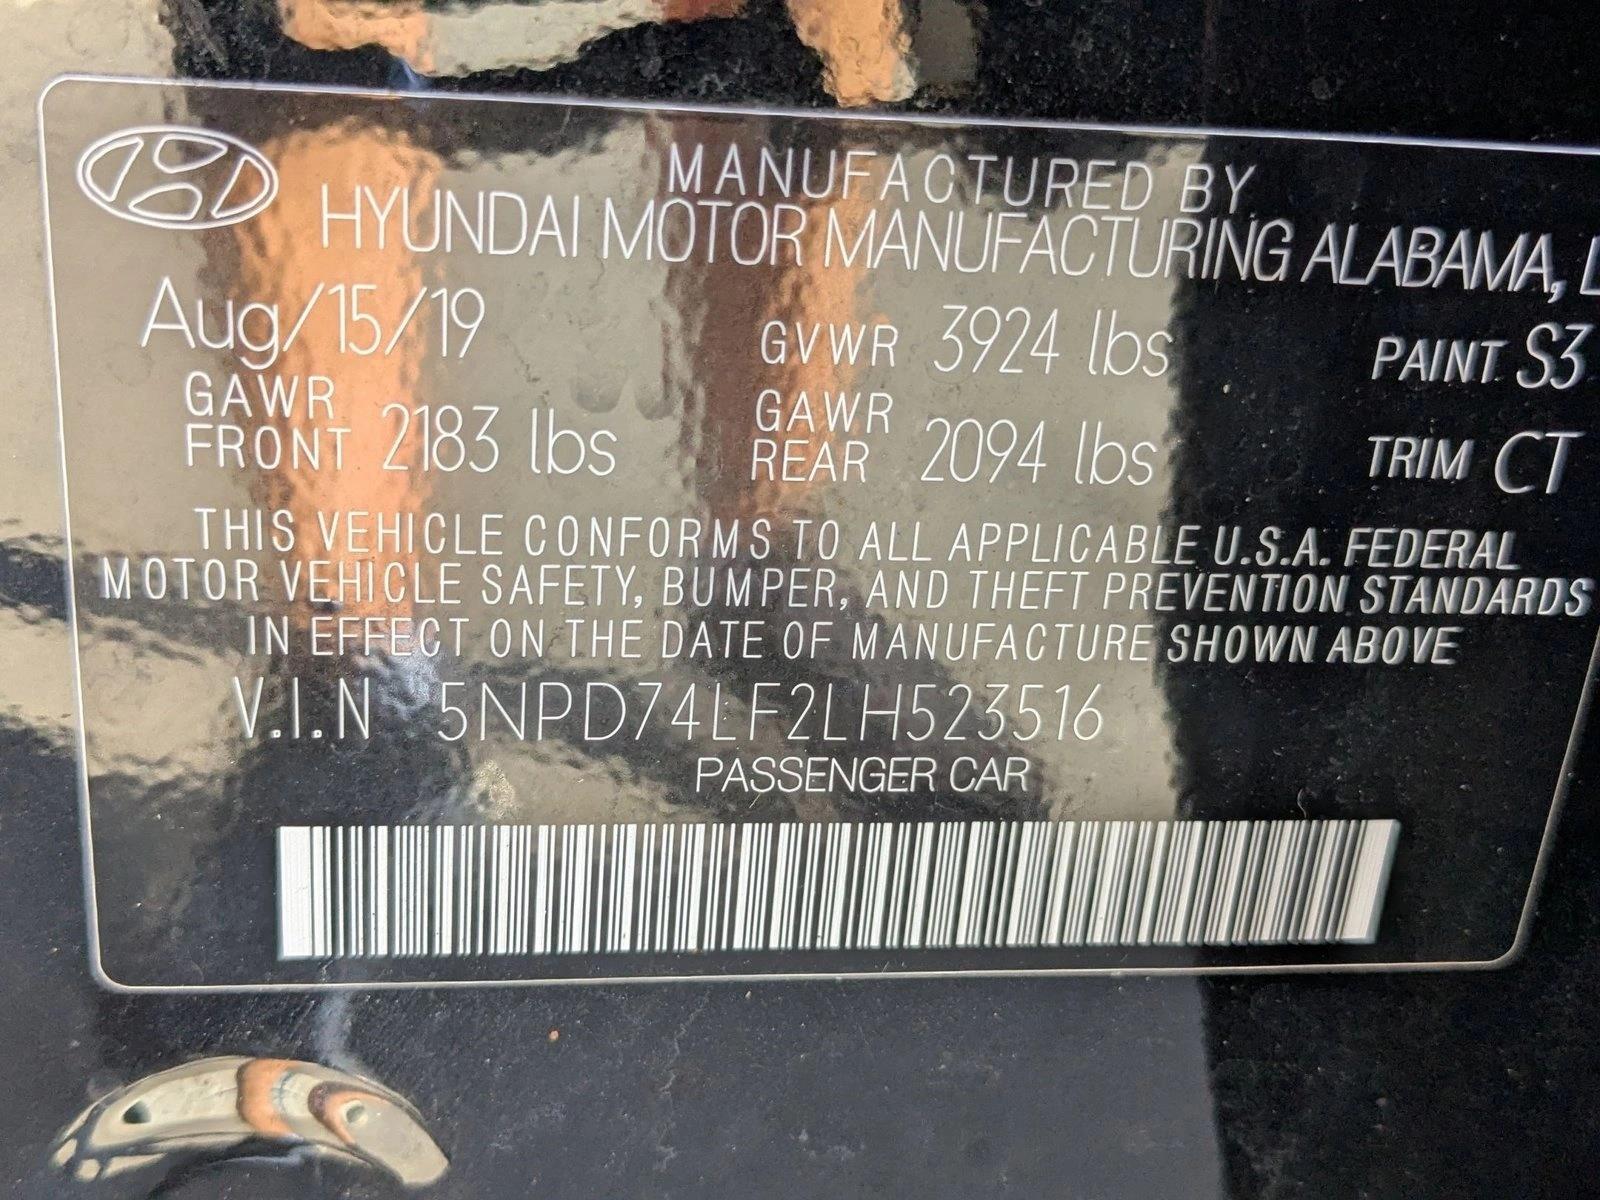 MANUFACTURED BY
HYUNDAI MOTOR MANUFACTURING ALABAMA, L
Aug/15/19 GVWR 3924 lbs PAINT S3
GAWR FRONT 2183 lbs GAWR REAR 2094 lbs TRIM CT
THIS VEHICLE CONFORMS TO ALL APPLICABLE U.S.A. FEDERAL
MOTOR VEHICLE SAFETY, BUMPER, AND THEFT PREVENTION STANDARDS
IN EFFECT ON THE DATE OF MANUFACTURE SHOWN ABOVE
V.I.N 5NPD74LF2LH523516
PASSENGER CAR